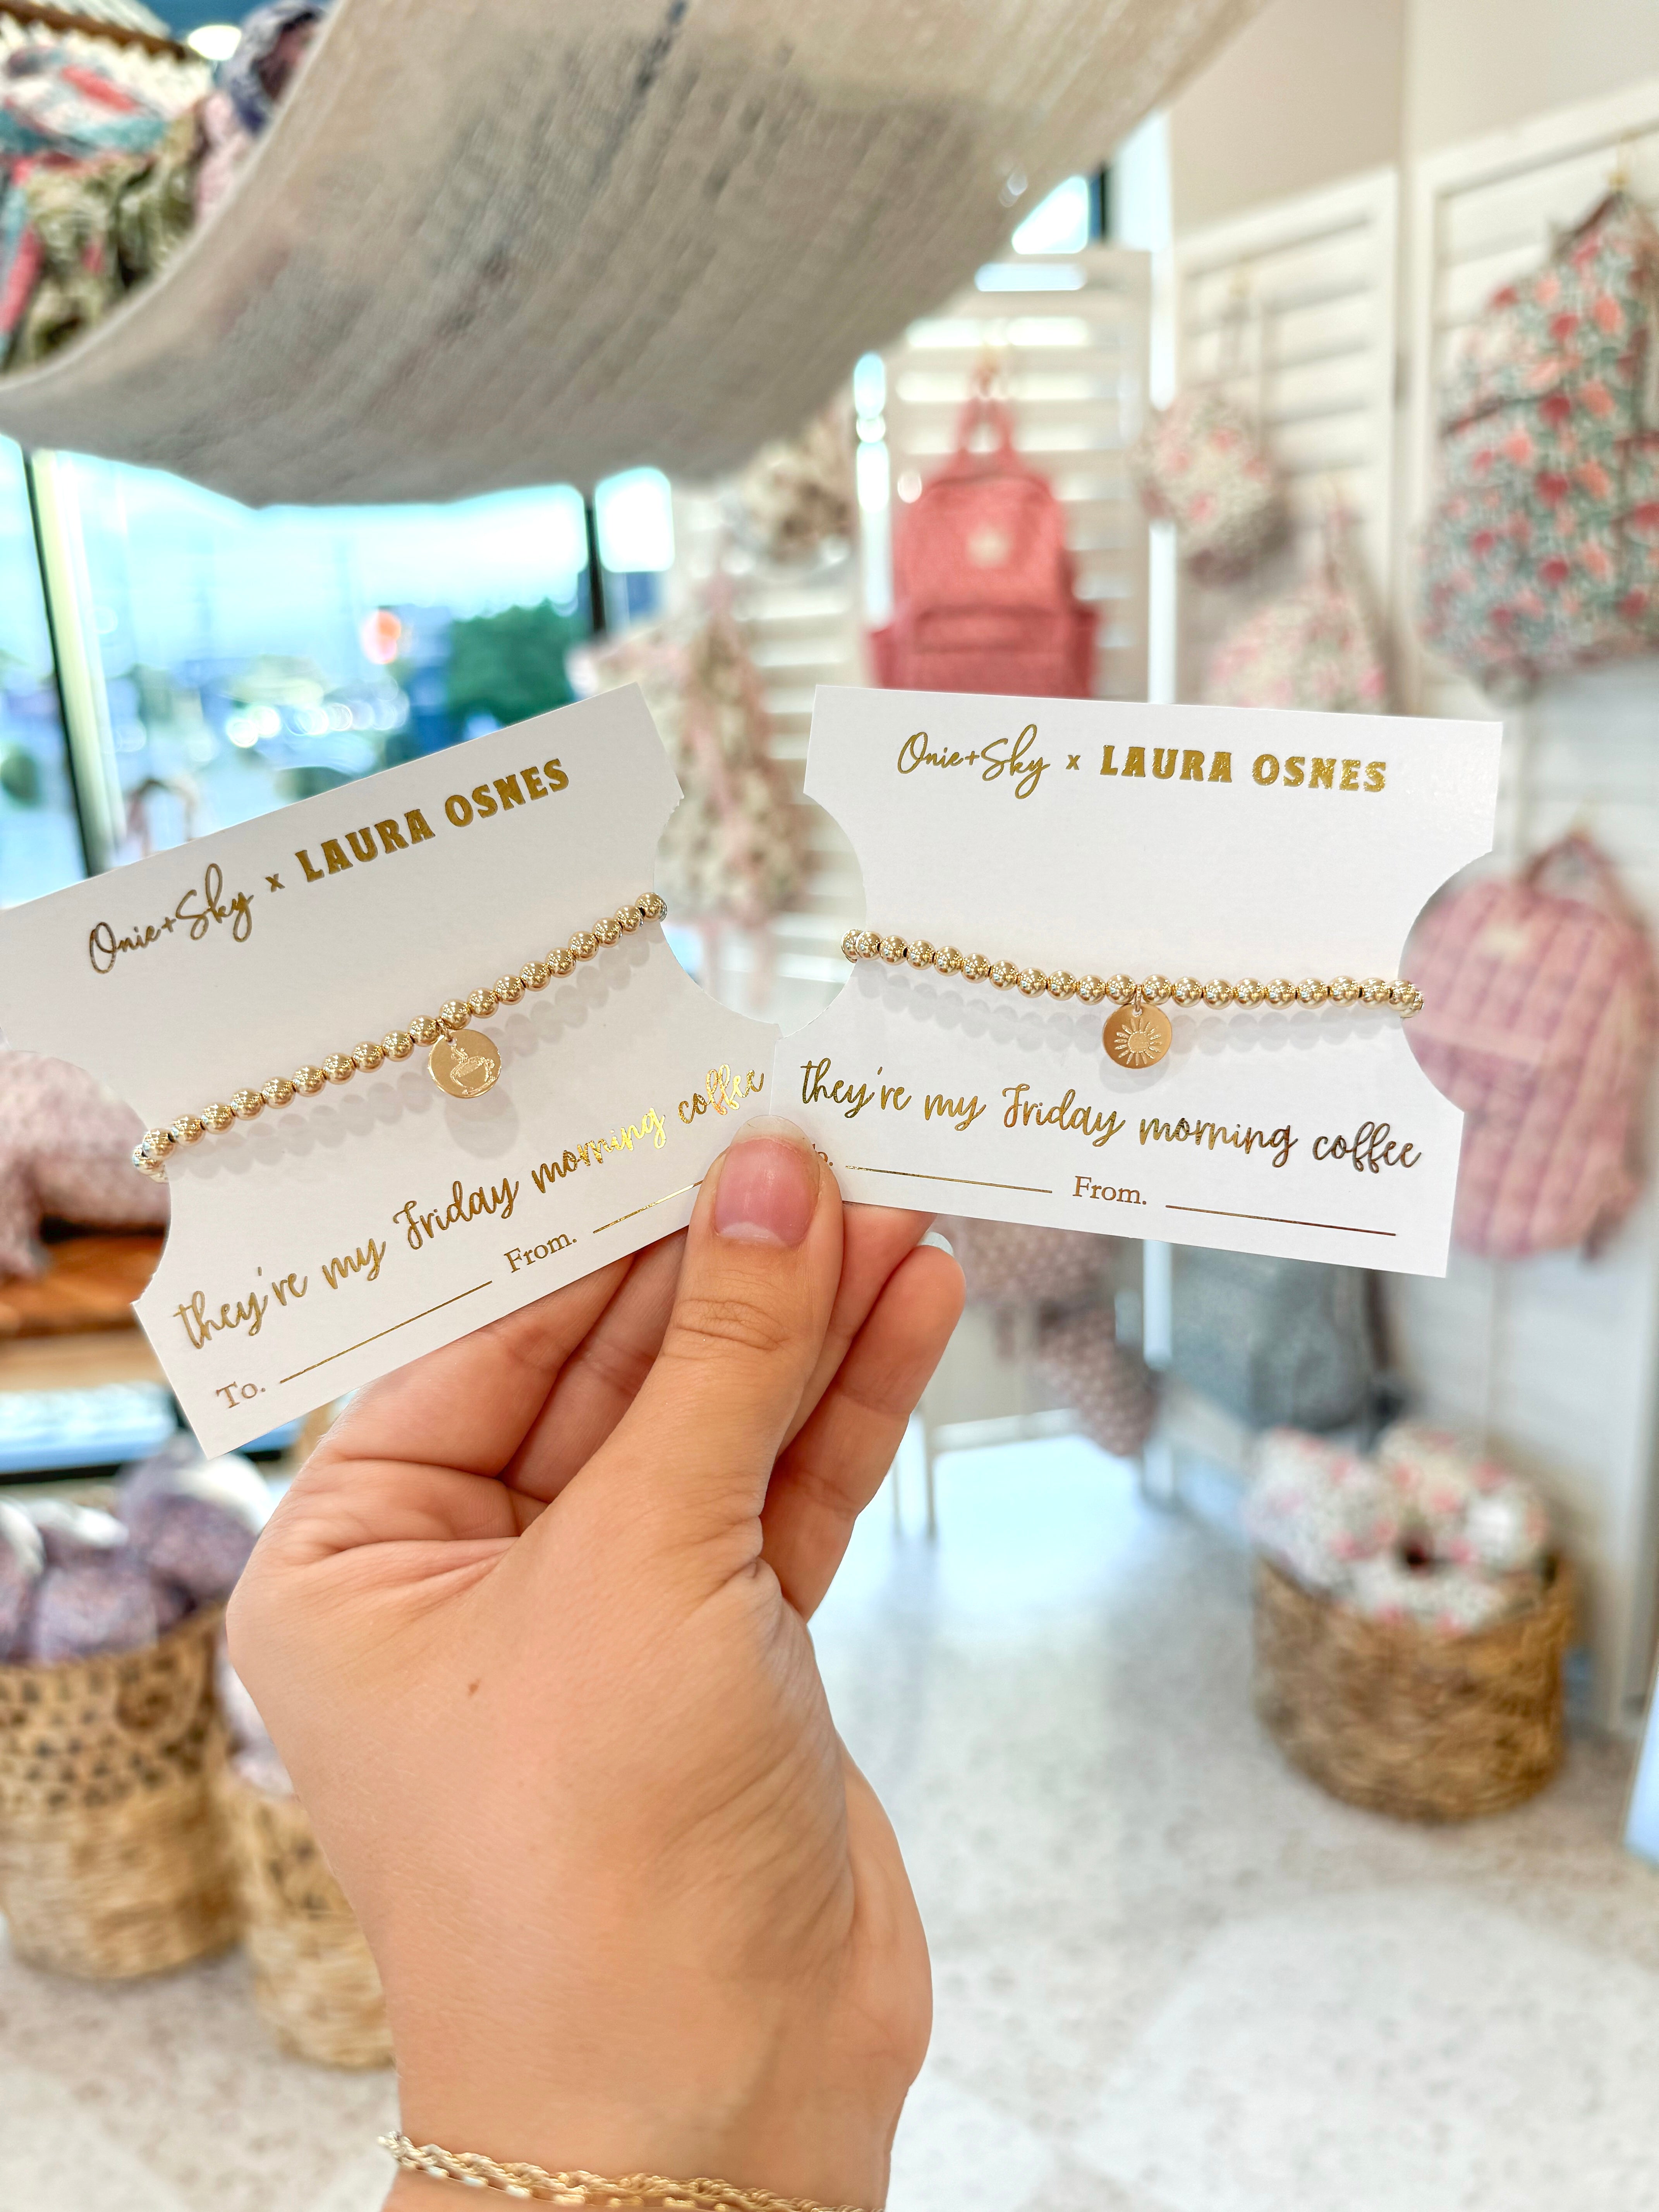 Onie+Sky x LAURA OSNES
they're my Friday morning coffee
To. From.
Onie+Sky x LAURA OSNES
they're my Friday morning coffee
From.